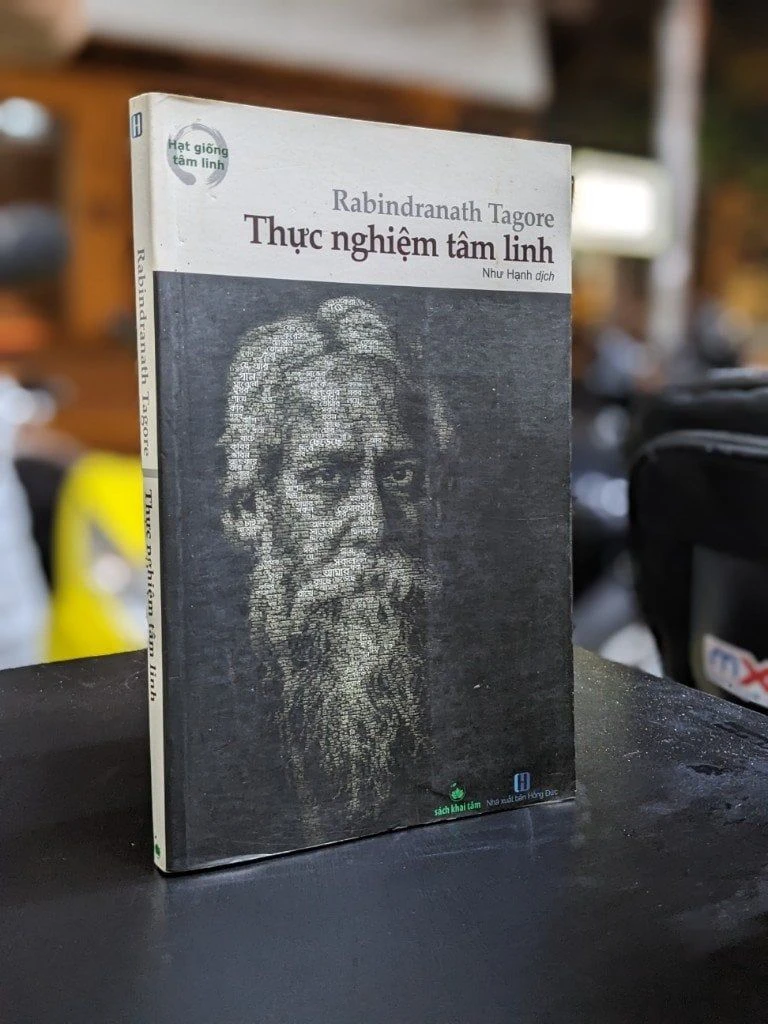 Hạt giống
tâm linh
Rabindranath Tagore
Thực nghiệm tâm linh
Như Hạnh dịch
Rabindranath Tagore
Thực nghiệm tâm linh
sách khai tâm
Nhà xuất bản Hồng Đức
mx